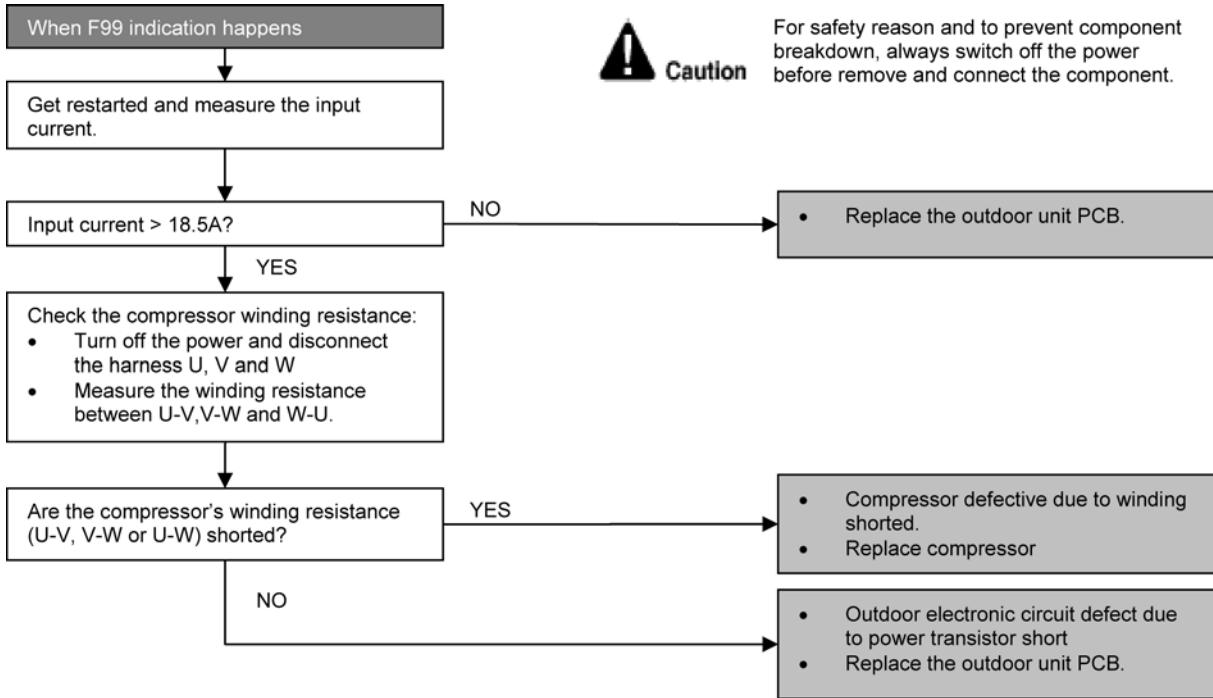 When F99 indication happens
For safety reason and to prevent component
breakdown, always switch off the power
before remove and connect the component.
Caution
Get restarted and measure the input
current.
Input current > 18.5A?
NO
• Replace the outdoor unit PCB.
YES
Check the compressor winding resistance:
• Turn off the power and disconnect
the harness U, V and W
• Measure the winding resistance
between U-V,V-W and W-U.
Are the compressor's winding resistance
(U-V, V-W or U-W) shorted?
YES
• Compressor defective due to winding
shorted.
• Replace compressor
NO
• Outdoor electronic circuit defect due
to power transistor short
• Replace the outdoor unit PCB.